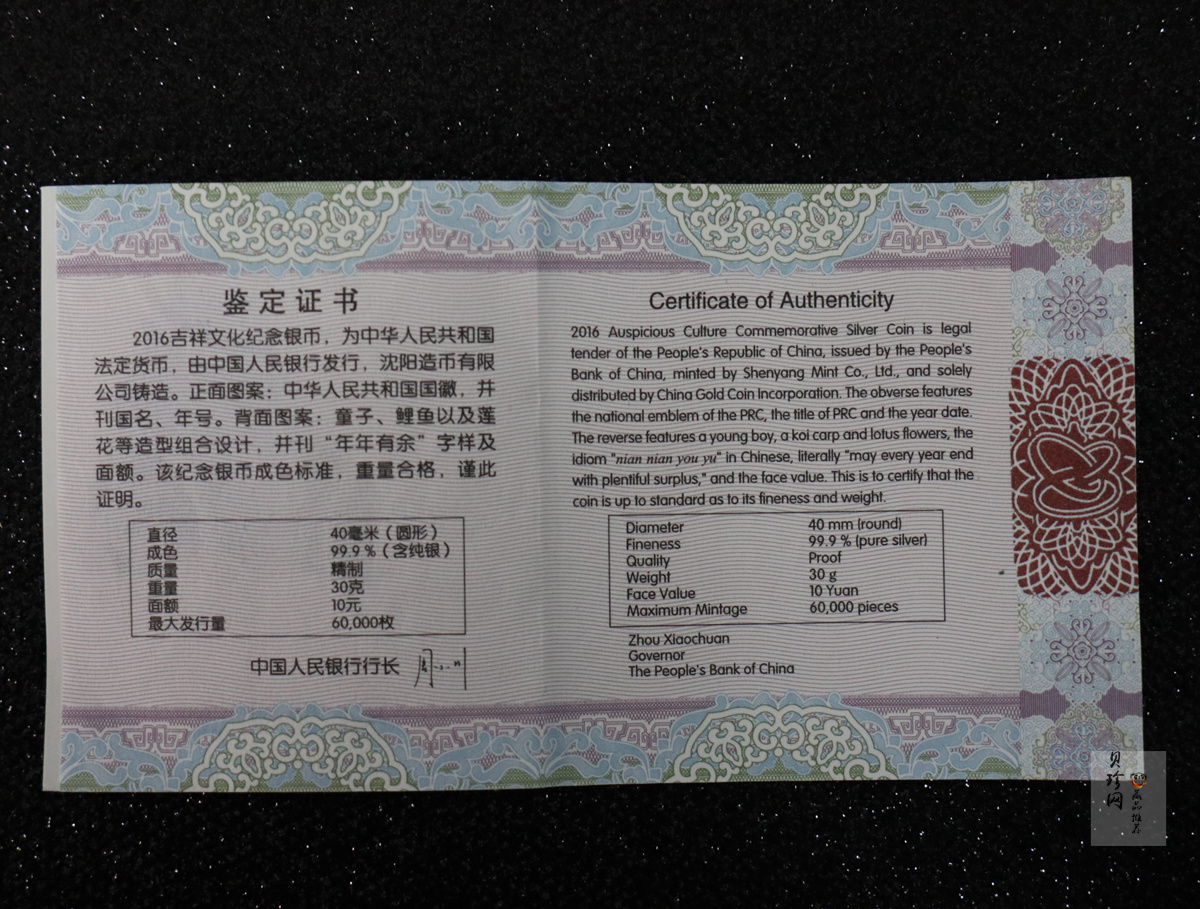 鉴定证书
2016吉祥文化纪念银币，为中华人民共和国
法定货币，由中国人民银行发行，沈阳造币有限
公司铸造。正面图案：中华人民共和国国徽，并
刊国名、年号。背面图案：童子、鲤鱼以及莲
花等造型组合设计，并刊“年年有余”字样及
面额。该纪念银币成色标准，重量合格，谨此
证明。
直径 40毫米（圆形）
成色 99.9%（含纯银）
质量 精制
重量 30克
面额 10元
最大发行量 60,000枚
中国人民银行行长
Certificate of Authenticity
2016 Auspicious Culture Commemorative Silver Coin is legal
tender of the People's Republic of China, issued by the People's
Bank of China, minted by Shenyang Mint Co., Ltd., and solely
distributed by China Gold Coin Incorporation. The obverse features
the national emblem of the PRC, the title of PRC and the year date.
The reverse features a young boy, a koi carp and lotus flowers, the
idiom "nian nian you yu" in Chinese, literally "may every year end
with plentiful surplus," and the face value. This is to certify that the
coin is up to standard as to its fineness and weight.
Diameter 40 mm (round)
Fineness 99.9 % (pure silver)
Quality Proof
Weight 30 g
Face Value 10 Yuan
Maximum Mintage 60,000 pieces
Zhou Xiaochuan
Governor
The People's Bank of China
贝珍网
藏品推荐